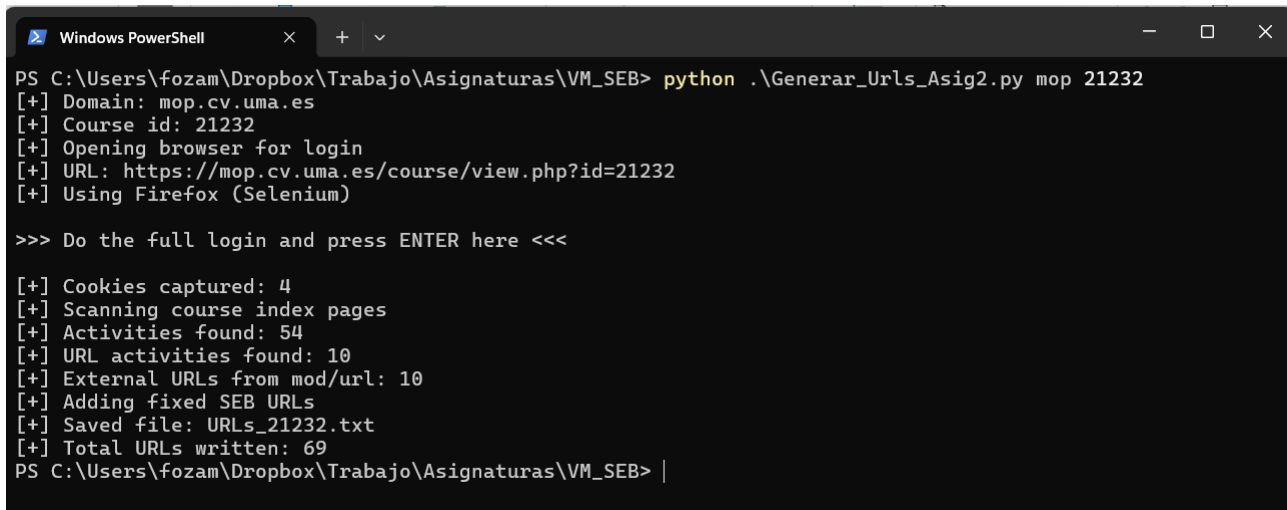 Windows PowerShell
PS C:\Users\fozam\Dropbox\Trabajo\Asignaturas\VM_SEB> python .\Generar_Urls_Asig2.py mop 21232
[+] Domain: mop.cv.uma.es
[+] Course id: 21232
[+] Opening browser for login
[+] URL: https://mop.cv.uma.es/course/view.php?id=21232
[+] Using Firefox (Selenium)
>>> Do the full login and press ENTER here <<<
[+] Cookies captured: 4
[+] Scanning course index pages
[+] Activities found: 54
[+] URL activities found: 10
[+] External URLs from mod/url: 10
[+] Adding fixed SEB URLs
[+] Saved file: URLs_21232.txt
[+] Total URLs written: 69
PS C:\Users\fozam\Dropbox\Trabajo\Asignaturas\VM_SEB>